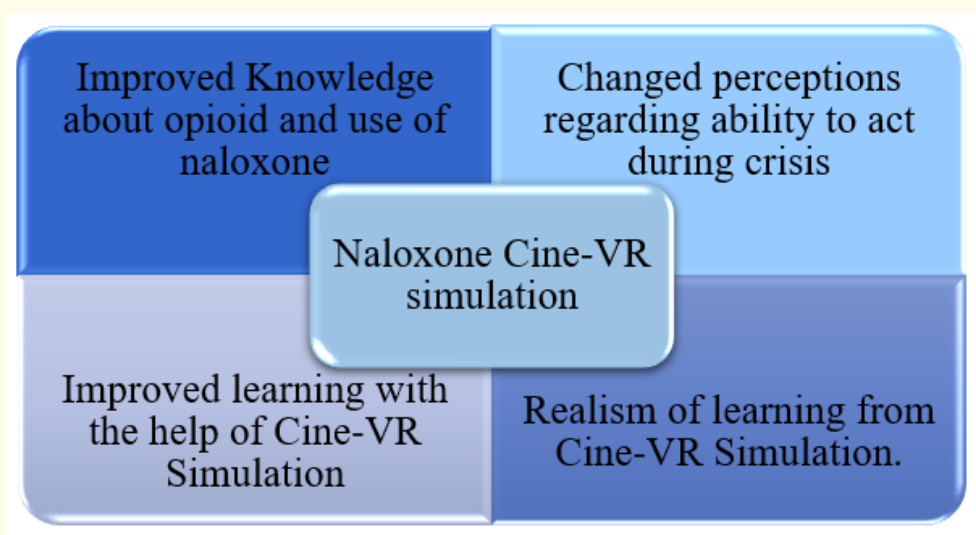 Improved Knowledge
about opioid and use of
naloxone
Changed perceptions
regarding ability to act
during crisis
Naloxone Cine-VR
simulation
Improved learning with
the help of Cine-VR
Simulation
Realism of learning from
Cine-VR Simulation.